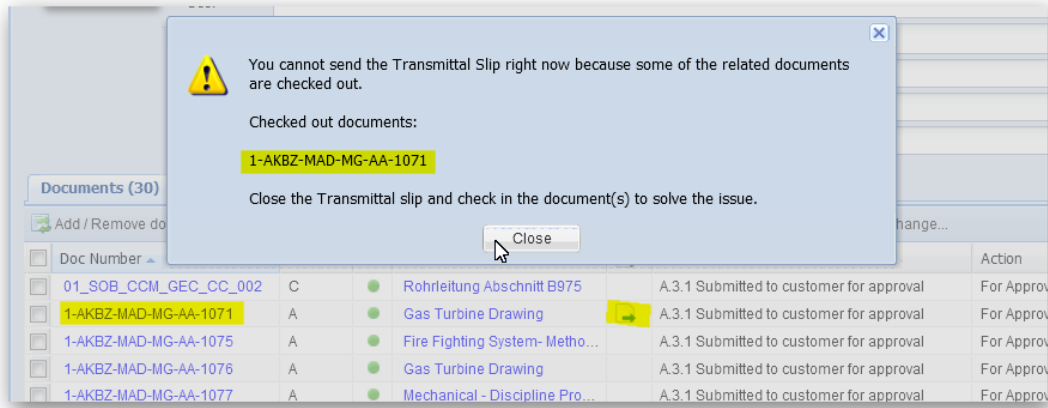 You cannot send the Transmittal Slip right now because some of the related documents
are checked out.
Checked out documents:
1-AKBZ-MAD-MG-AA-1071
Close the Transmittal slip and check in the document(s) to solve the issue.
Close
Documents (30)
Add / Remove do
hange...
Doc Number Action
01_SOB_CCM_GEC_CC_002 C Rohrleitung Abschnitt B975 A.3.1 Submitted to customer for approval For Approv
1-AKBZ-MAD-MG-AA-1071 A Gas Turbine Drawing A.3.1 Submitted to customer for approval For Approv
1-AKBZ-MAD-MG-AA-1075 A Fire Fighting System- Metho... A.3.1 Submitted to customer for approval For Approv
1-AKBZ-MAD-MG-AA-1076 A Gas Turbine Drawing A.3.1 Submitted to customer for approval For Approv
1-AKBZ-MAD-MG-AA-1077 A Mechanical - Discipline Pro... A.3.1 Submitted to customer for approval For Approv